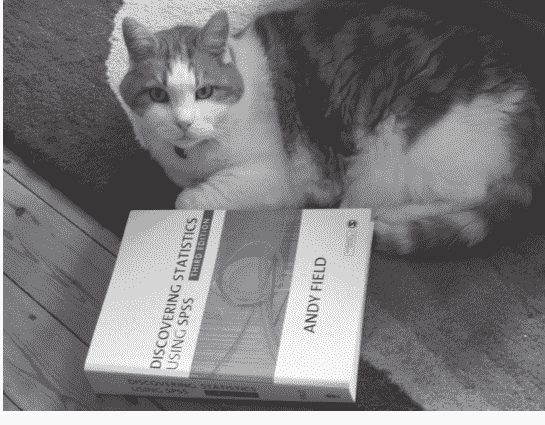 DISCOVERING STATISTICS
USING SPSS
THIRD EDITION
ANDY FIELD
DISCOVERING STATISTICS
USING SPSS